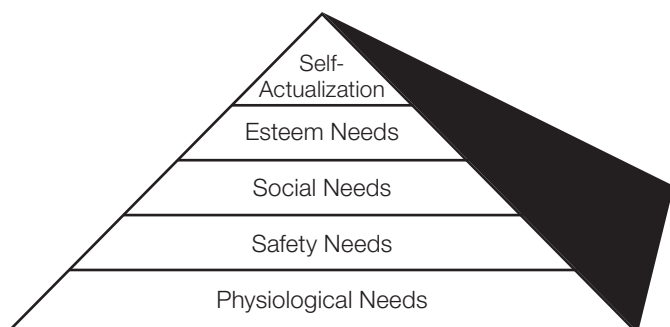 Self-
Actualization
Esteem Needs
Social Needs
Safety Needs
Physiological Needs